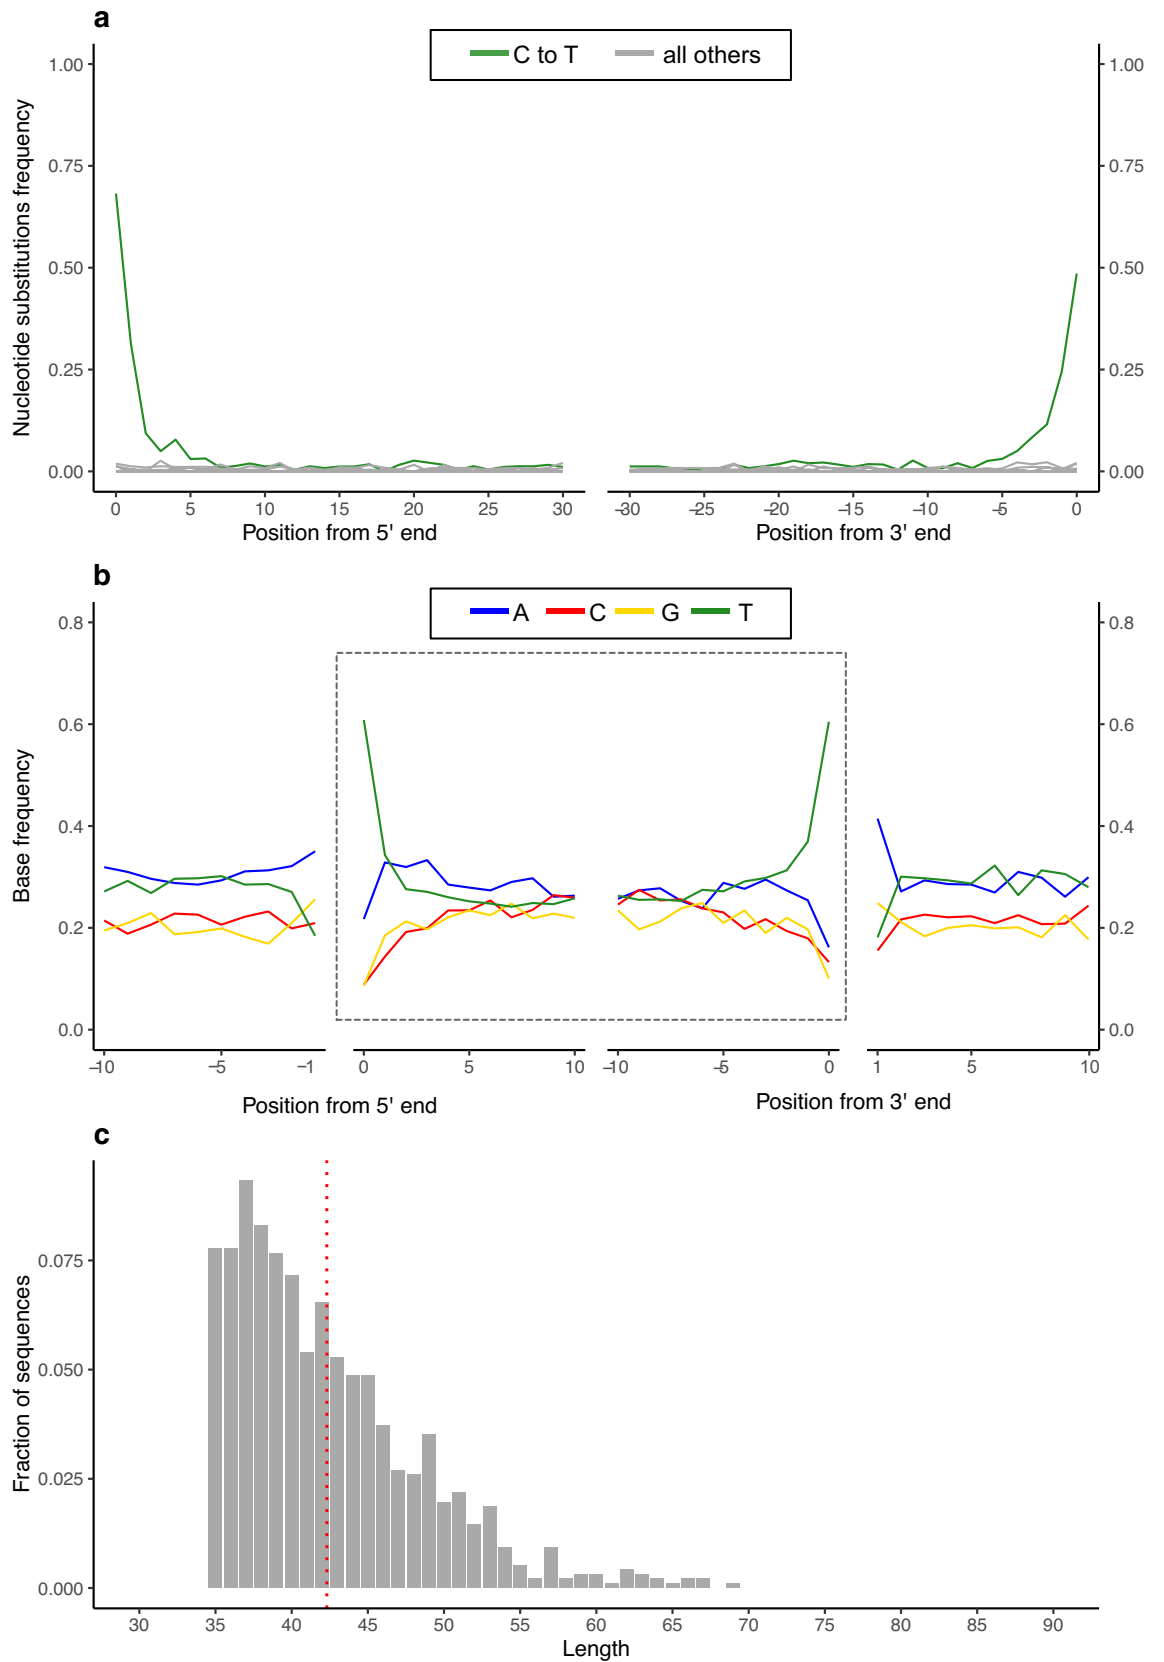 a
C to T all others
Nucleotide substitutions frequency
1.00 1.00
0.75 0.75
0.50 0.50
0.25 0.25
0.00 0.00
0 5 10 15 20 25 30 −30 −25 −20 −15 −10 −5 0
Position from 5' end Position from 3' end
b
A C G T
Base frequency
0.8 0.8
0.6 0.6
0.4 0.4
0.2 0.2
0.0 0.0
−10 −5 −1 0 5 10 −10 −5 0 1 5 10
Position from 5' end Position from 3' end
c
Fraction of sequences
0.075
0.050
0.025
0.000
30 35 40 45 50 55 60 65 70 75 80 85 90
Length